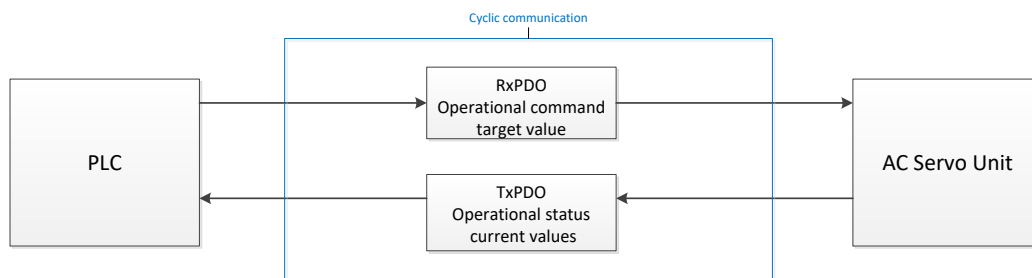 Cyclic communication
RxPDO
Operational command
target value
PLC
AC Servo Unit
TxPDO
Operational status
current values